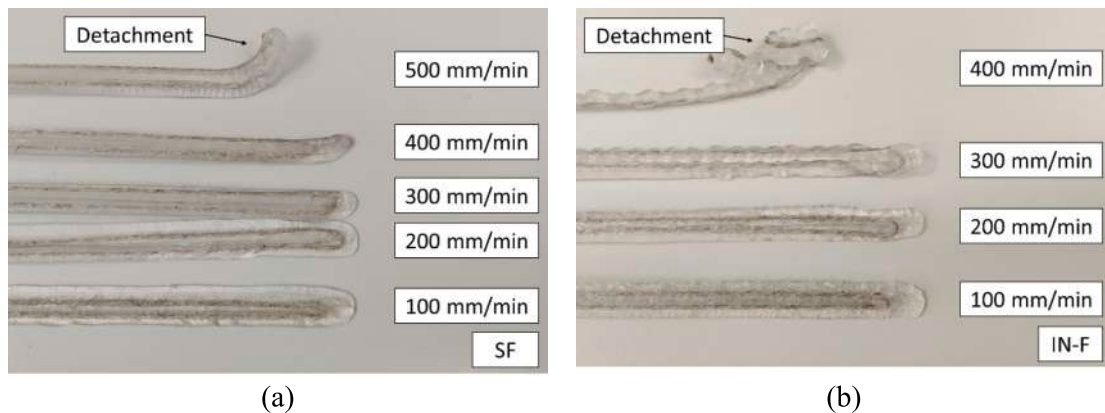 Detachment
500 mm/min
400 mm/min
300 mm/min
200 mm/min
100 mm/min
SF
(a)
Detachment
400 mm/min
300 mm/min
200 mm/min
100 mm/min
IN-F
(b)